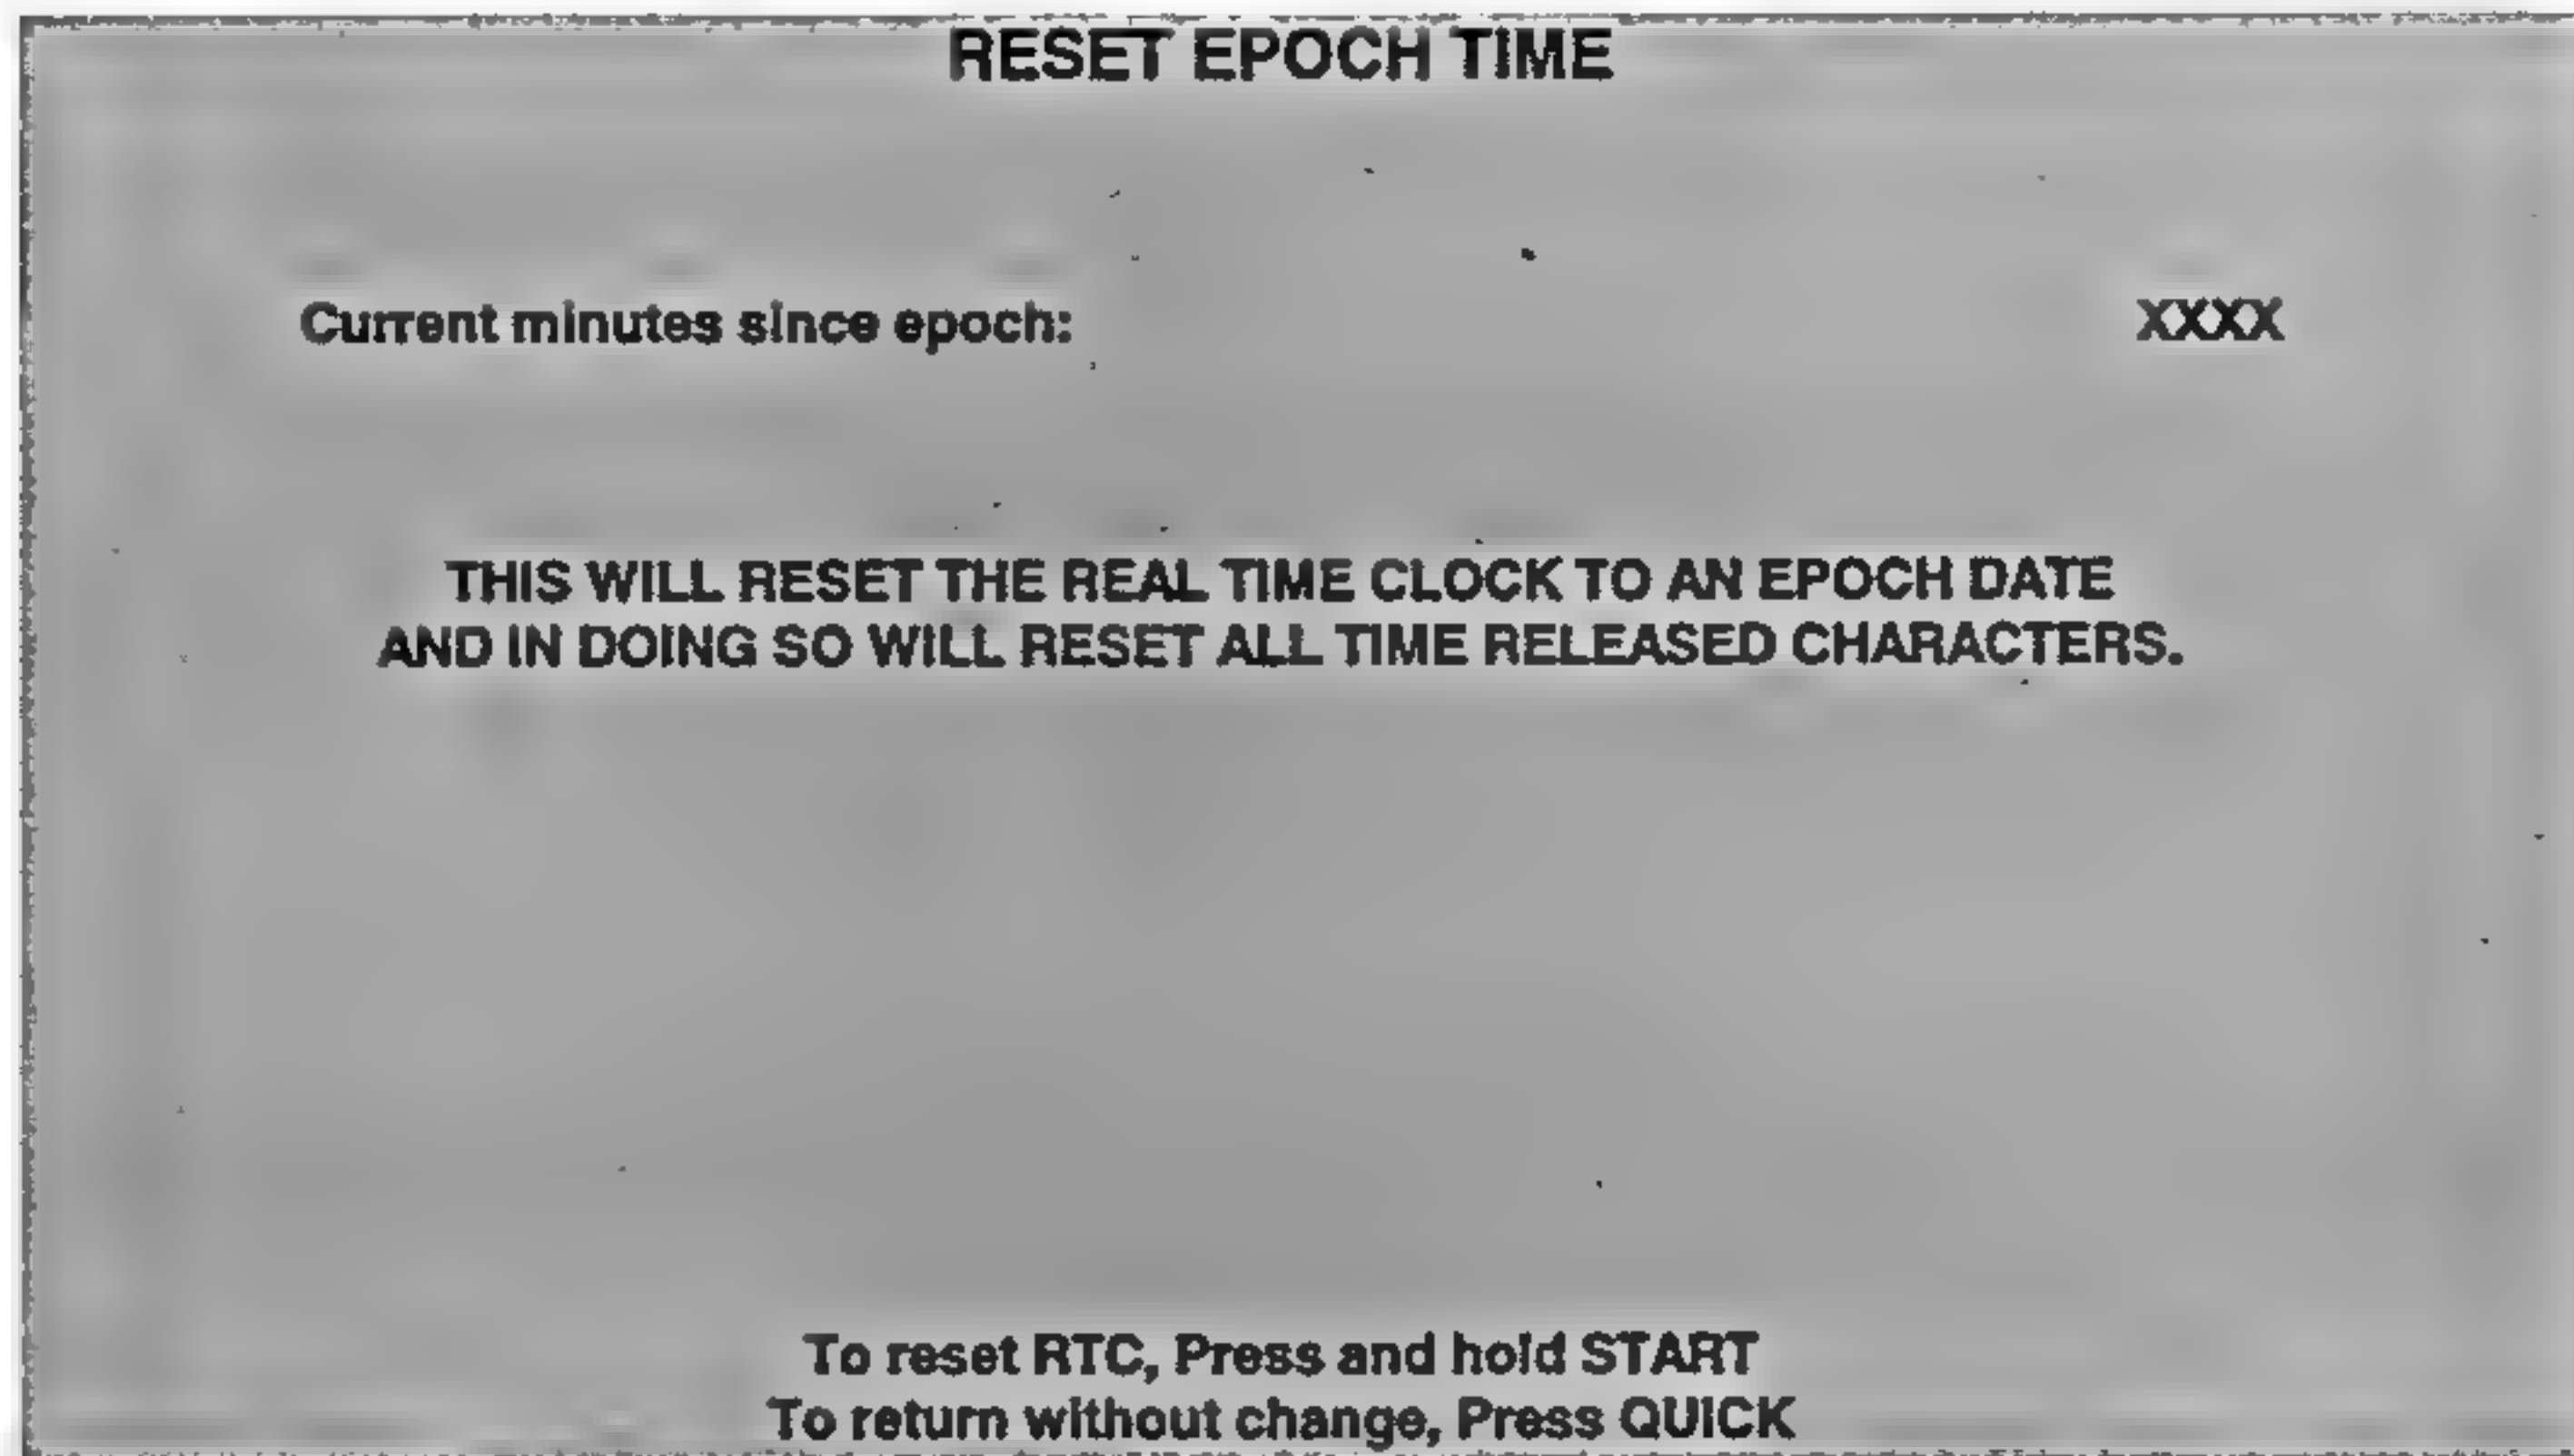 RESET EPOCH TIME
Current minutes since epoch: XXXX
THIS WILL RESET THE REAL TIME CLOCK TO AN EPOCH DATE
AND IN DOING SO WILL RESET ALL TIME RELEASED CHARACTERS.
To reset RTC, Press and hold START
To return without change, Press QUICK